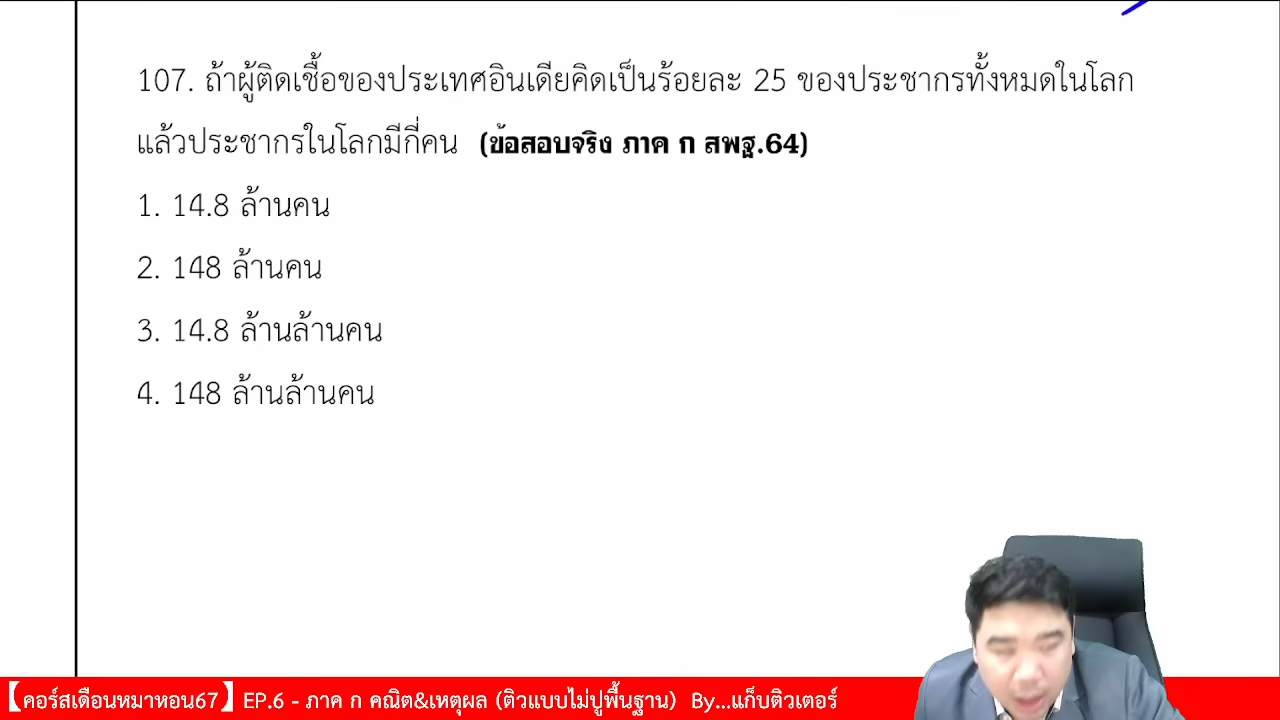 107. ถ้าผู้ติดเชื้อของประเทศอินเดียคิดเป็นร้อยละ 25 ของประชากรทั้งหมดในโลก
แล้วประชากรในโลกมีกี่คน (ข้อสอบจริง ภาค ก สพฐ.64)
1. 14.8 ล้านคน
2. 148 ล้านคน
3. 14.8 ล้านล้านคน
4. 148 ล้านล้านคน
【คอร์สเดือนหมาหอน67】 EP.6 - ภาค ก คณิต&เหตุผล (ติวแบบไม่ปูพื้นฐาน) By...แก็บติวเตอร์